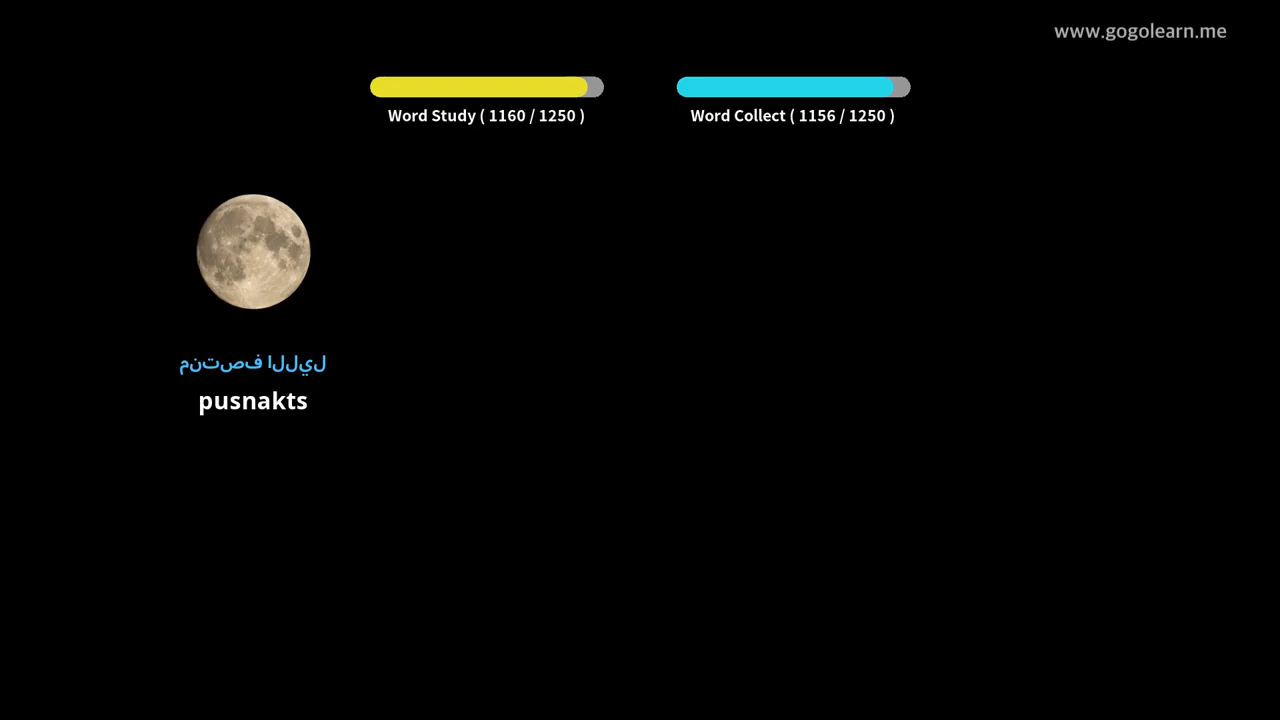 www.gogolearn.me
Word Study ( 1160 / 1250 )
Word Collect ( 1156 / 1250 )
منتصف الليل
pusnakts